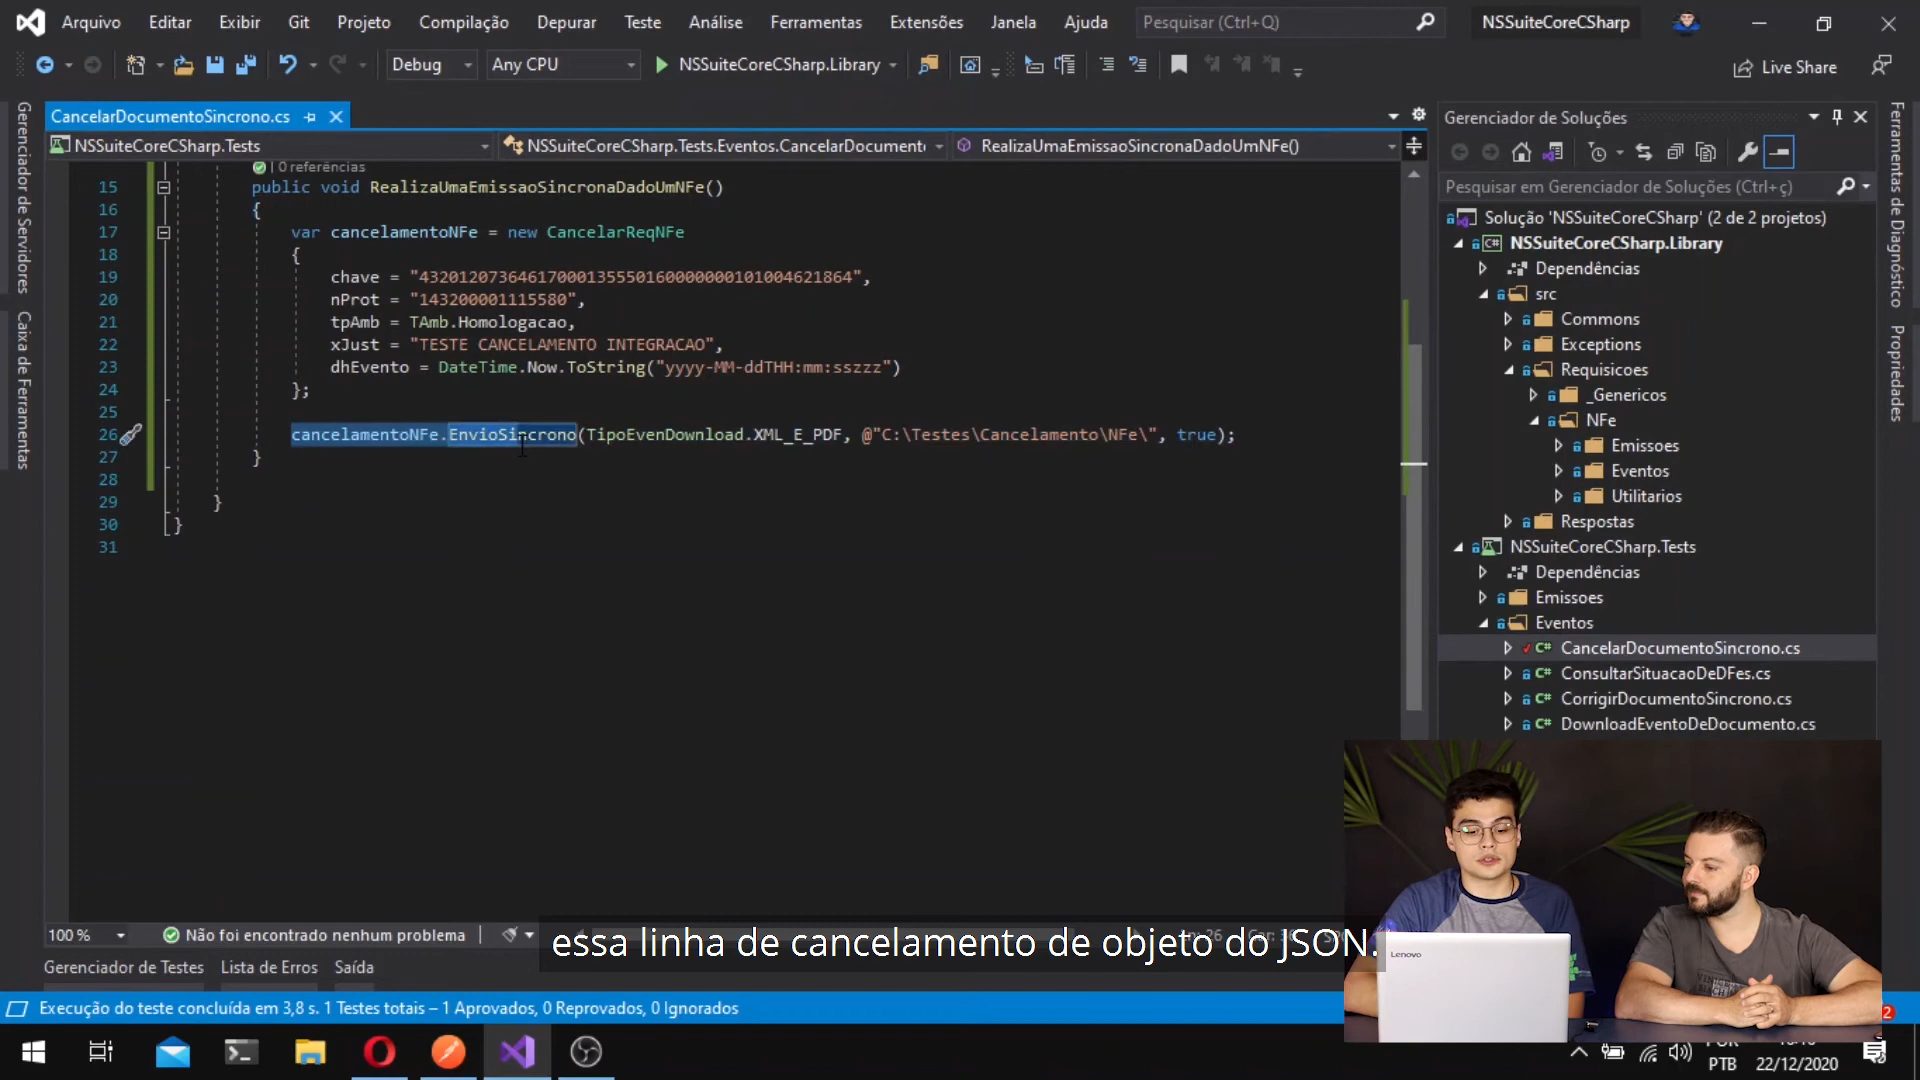 Arquivo Editar Exibir Git Projeto Compilação Depurar Teste Análise Ferramentas Extensões Janela Ajuda Pesquisar (Ctrl+Q) NSSuiteCoreCSharp
Debug Any CPU NSSuiteCoreCSharp.Library Live Share
Gerenciador de Servidores
Caixa de Ferramentas
CancelarDocumentoSincrono.cs
NSSuiteCoreCSharp.Tests NSSuiteCoreCSharp.Tests.Eventos.CancelarDocument RealizaUmaEmissaoSincronaDadoUmNFe()
0 referências
15 public void RealizaUmaEmissaoSincronaDadoUmNFe()
16 {
17 var cancelamentoNFe = new CancelarReqNFe
18 {
19 chave = "43201207364617000135550160000000101004621864",
20 nProt = "143200001115580",
21 tpAmb = TAmb.Homologacao,
22 xJust = "TESTE CANCELAMENTO INTEGRACAO",
23 dhEvento = DateTime.Now.ToString("yyyy-MM-ddTHH:mm:sszzz")
24 };
25
26 cancelamentoNFe.EnvioSincrono(TipoEvenDownload.XML_E_PDF, @"C:\Testes\Cancelamento\NFe\", true);
27 }
28
29 }
30 }
31
Gerenciador de Soluções
Pesquisar em Gerenciador de Soluções (Ctrl+ç)
Solução 'NSSuiteCoreCSharp' (2 de 2 projetos)
NSSuiteCoreCSharp.Library
Dependências
src
Commons
Exceptions
Requisicoes
_Genericos
NFe
Emissoes
Eventos
Utilitarios
Respostas
NSSuiteCoreCSharp.Tests
Dependências
Emissoes
Eventos
CancelarDocumentoSincrono.cs
ConsultarSituacaoDeDFes.cs
CorrigirDocumentoSincrono.cs
DownloadEventoDeDocumento.cs
Ferramentas de Diagnóstico
Propriedades
100 % Não foi encontrado nenhum problema
essa linha de cancelamento de objeto do JSON.
Lenovo
Gerenciador de Testes Lista de Erros Saída
Execução do teste concluída em 3,8 s. 1 Testes totais – 1 Aprovados, 0 Reprovados, 0 Ignorados
2
PTB 22/12/2020